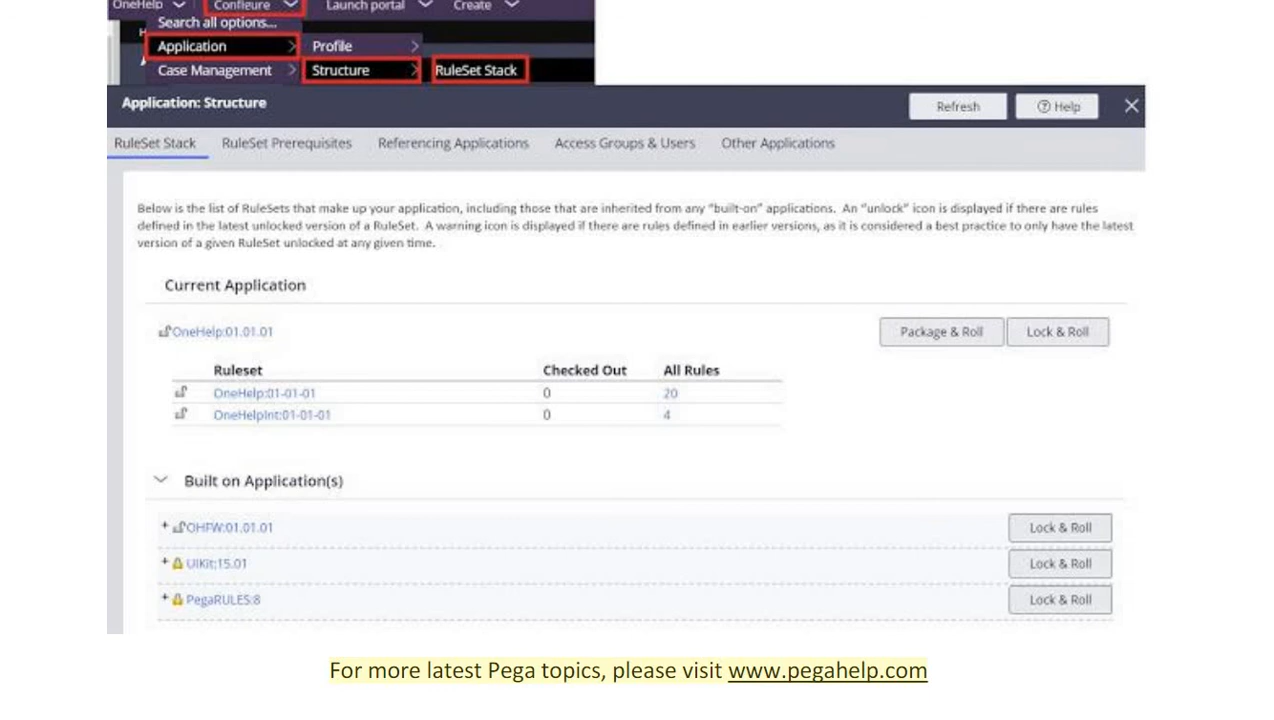 OneHelp Configure Launch portal Create
Search all options...
Application Profile
Case Management Structure RuleSet Stack
Application: Structure Refresh Help
RuleSet Stack RuleSet Prerequisites Referencing Applications Access Groups & Users Other Applications
Below is the list of RuleSets that make up your application, including those that are inherited from any "built-on" applications. An "unlock" icon is displayed if there are rules
defined in the latest unlocked version of a RuleSet. A warning icon is displayed if there are rules defined in earlier versions, as it is considered a best practice to only have the latest
version of a given RuleSet unlocked at any given time.
Current Application
OneHelp:01.01.01 Package & Roll Lock & Roll
Ruleset Checked Out All Rules
OneHelp:01-01-01 0 20
OneHelpInt:01-01-01 0 4
Built on Application(s)
+ OHFW:01.01.01 Lock & Roll
+ UIKit:15.01 Lock & Roll
+ PegaRULES:8 Lock & Roll
For more latest Pega topics, please visit www.pegahelp.com